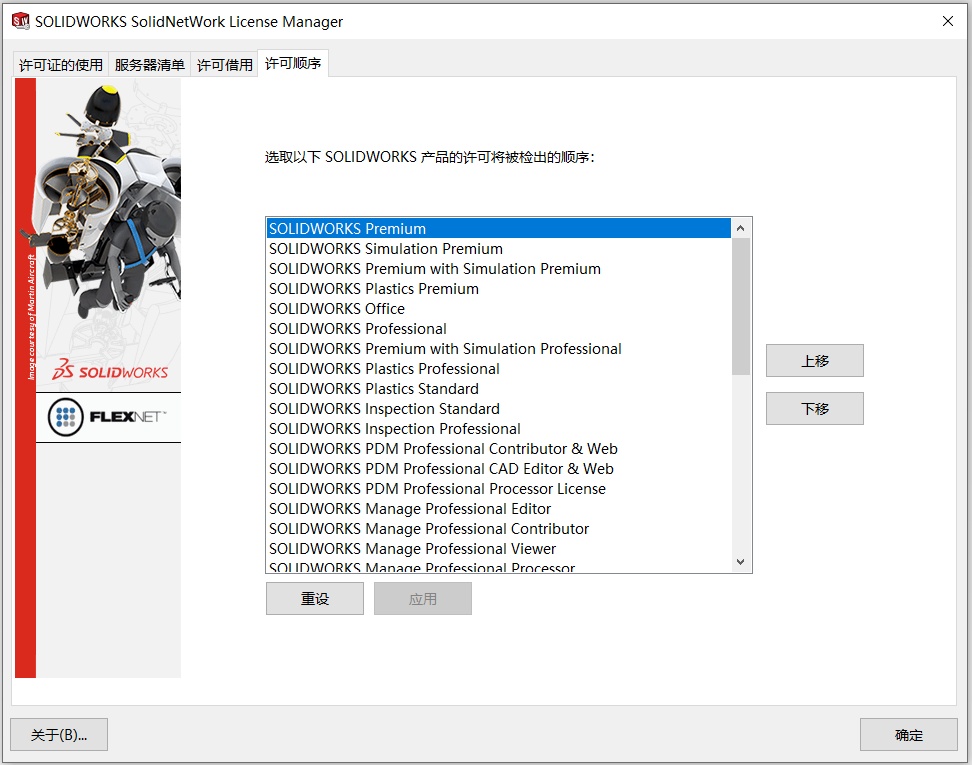 SOLIDWORKS SolidNetWork License Manager
许可证的使用 服务器清单 许可借用 许可顺序
选取以下 SOLIDWORKS 产品的许可将被检出的顺序:
SOLIDWORKS Premium
SOLIDWORKS Simulation Premium
SOLIDWORKS Premium with Simulation Premium
SOLIDWORKS Plastics Premium
SOLIDWORKS Office
SOLIDWORKS Professional
SOLIDWORKS Premium with Simulation Professional
SOLIDWORKS Plastics Professional
SOLIDWORKS Plastics Standard
SOLIDWORKS Inspection Standard
SOLIDWORKS Inspection Professional
SOLIDWORKS PDM Professional Contributor & Web
SOLIDWORKS PDM Professional CAD Editor & Web
SOLIDWORKS PDM Professional Processor License
SOLIDWORKS Manage Professional Editor
SOLIDWORKS Manage Professional Contributor
SOLIDWORKS Manage Professional Viewer
SOLIDWORKS Manage Professional Processor
上移
下移
重设 应用
Image courtesy of Martin Aircraft
SOLIDWORKS
FLEXNET
关于(B)...
确定